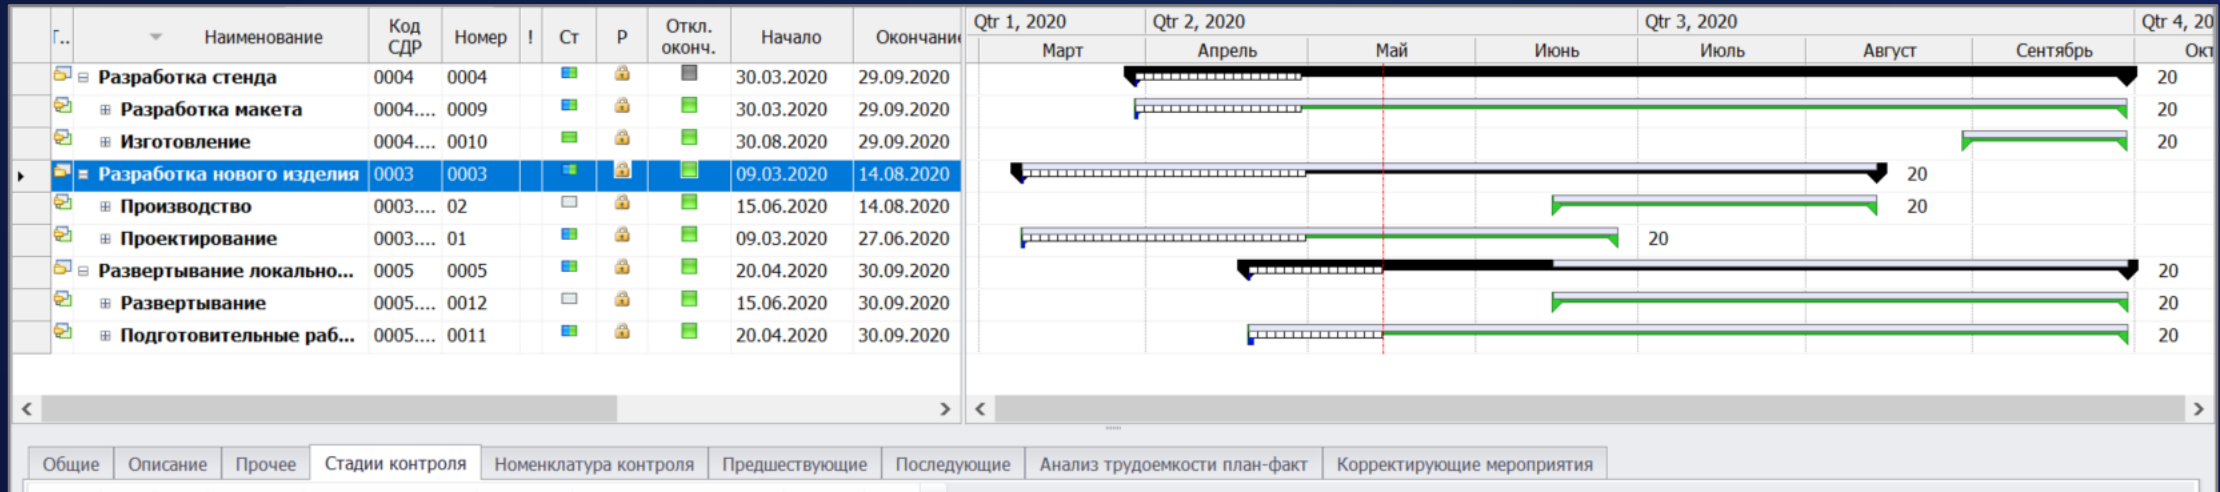 Г.. Наименование Код СДР Номер ! Ст Р Откл. оконч. Начало Окончани
Qtr 1, 2020 Qtr 2, 2020 Qtr 3, 2020 Qtr 4, 20
Март Апрель Май Июнь Июль Август Сентябрь Окт
Разработка стенда 0004 0004 30.03.2020 29.09.2020 20
Разработка макета 0004.... 0009 30.03.2020 29.09.2020 20
Изготовление 0004.... 0010 30.08.2020 29.09.2020 20
Разработка нового изделия 0003 0003 09.03.2020 14.08.2020 20
Производство 0003.... 02 15.06.2020 14.08.2020 20
Проектирование 0003.... 01 09.03.2020 27.06.2020 20
Развертывание локально... 0005 0005 20.04.2020 30.09.2020 20
Развертывание 0005.... 0012 15.06.2020 30.09.2020 20
Подготовительные раб... 0005.... 0011 20.04.2020 30.09.2020 20
Общие Описание Прочее Стадии контроля Номенклатура контроля Предшествующие Последующие Анализ трудоемкости план-факт Корректирующие мероприятия